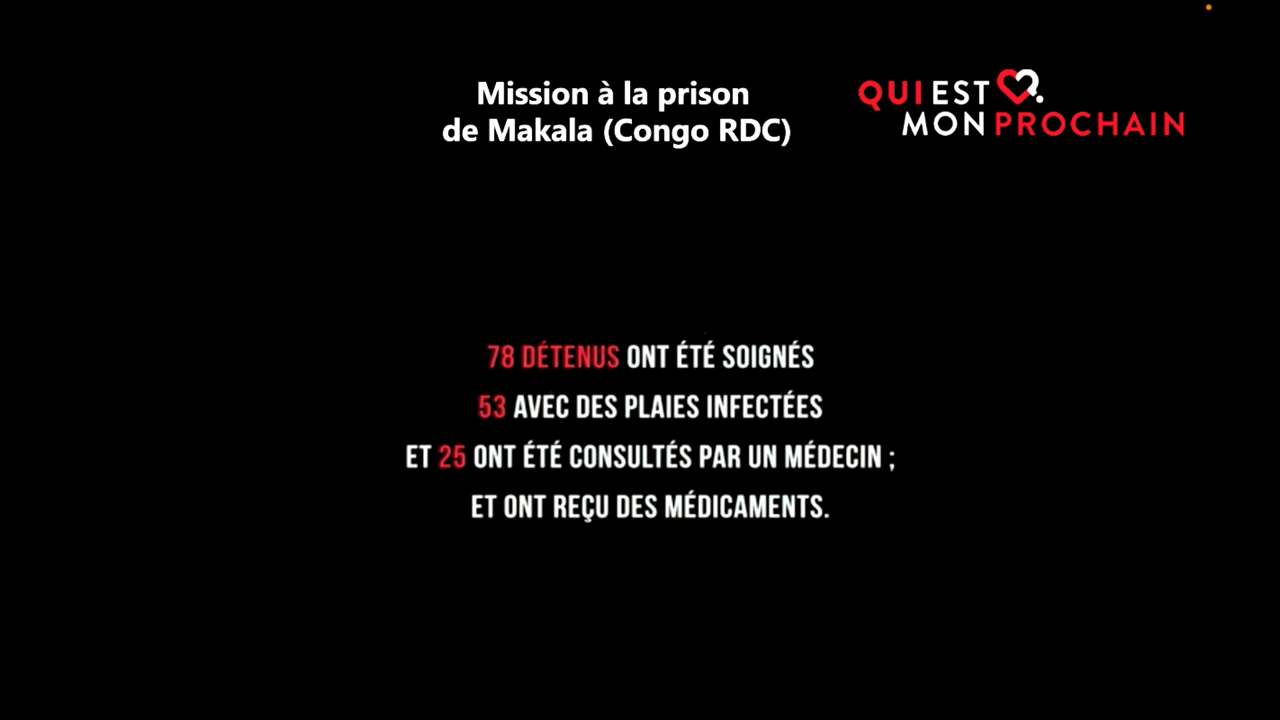 Mission à la prison
de Makala (Congo RDC)
QUI EST
MON PROCHAIN
78 DÉTENUS ONT ÉTÉ SOIGNÉS
53 AVEC DES PLAIES INFECTÉES
ET 25 ONT ÉTÉ CONSULTÉS PAR UN MÉDECIN ;
ET ONT REÇU DES MÉDICAMENTS.